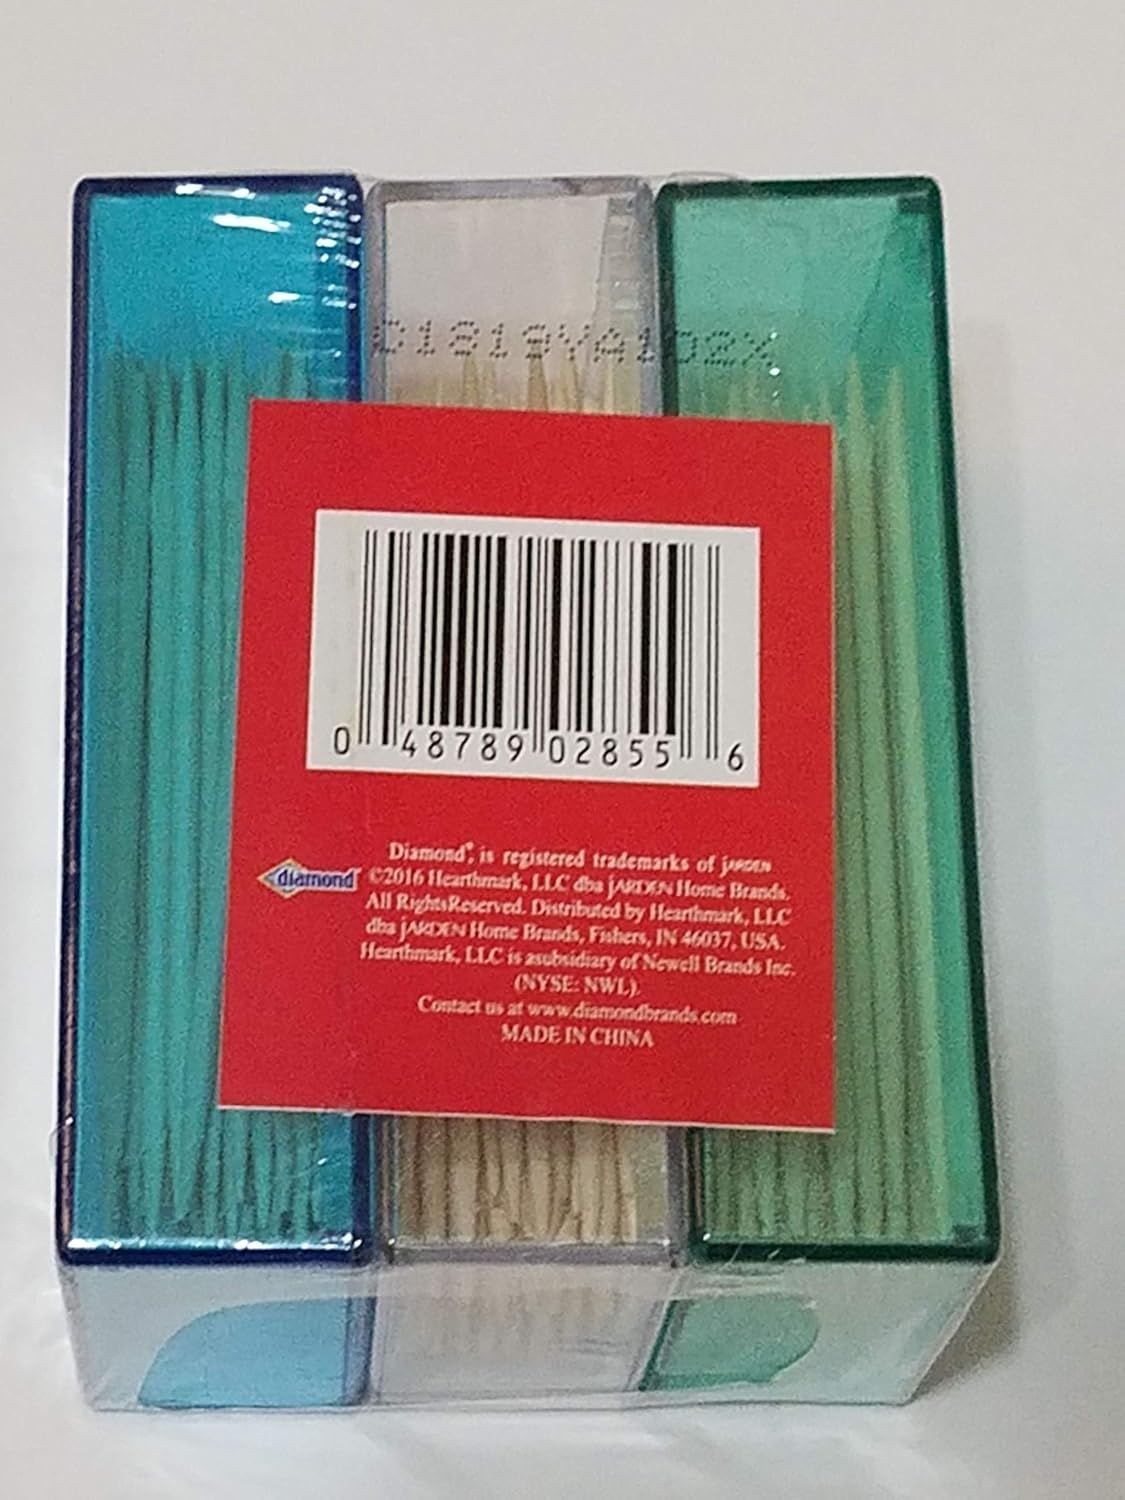 C1819YA102X
0 48789 02855 6
Diamond®, is registered trademarks of JARDEN
diamond
©2016 Hearthmark, LLC dba JARDEN Home Brands.
All RightsReserved. Distributed by Hearthmark, LLC
dba JARDEN Home Brands, Fishers, IN 46037, USA.
Hearthmark, LLC is asubsidiary of Newell Brands Inc.
(NYSE: NWL).
Contact us at www.diamondbrands.com
MADE IN CHINA